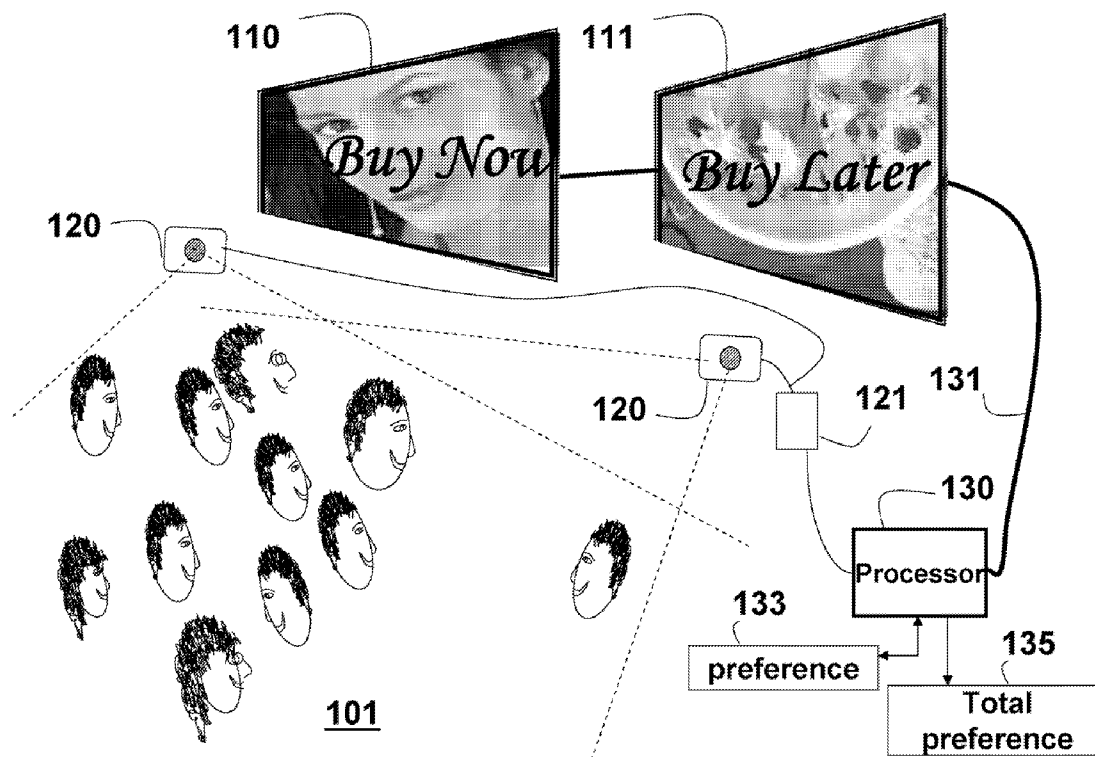 110
111
Buy Now
Buy Later
120
120
121
131
130
Processor
133
preference
135
Total
preference
101